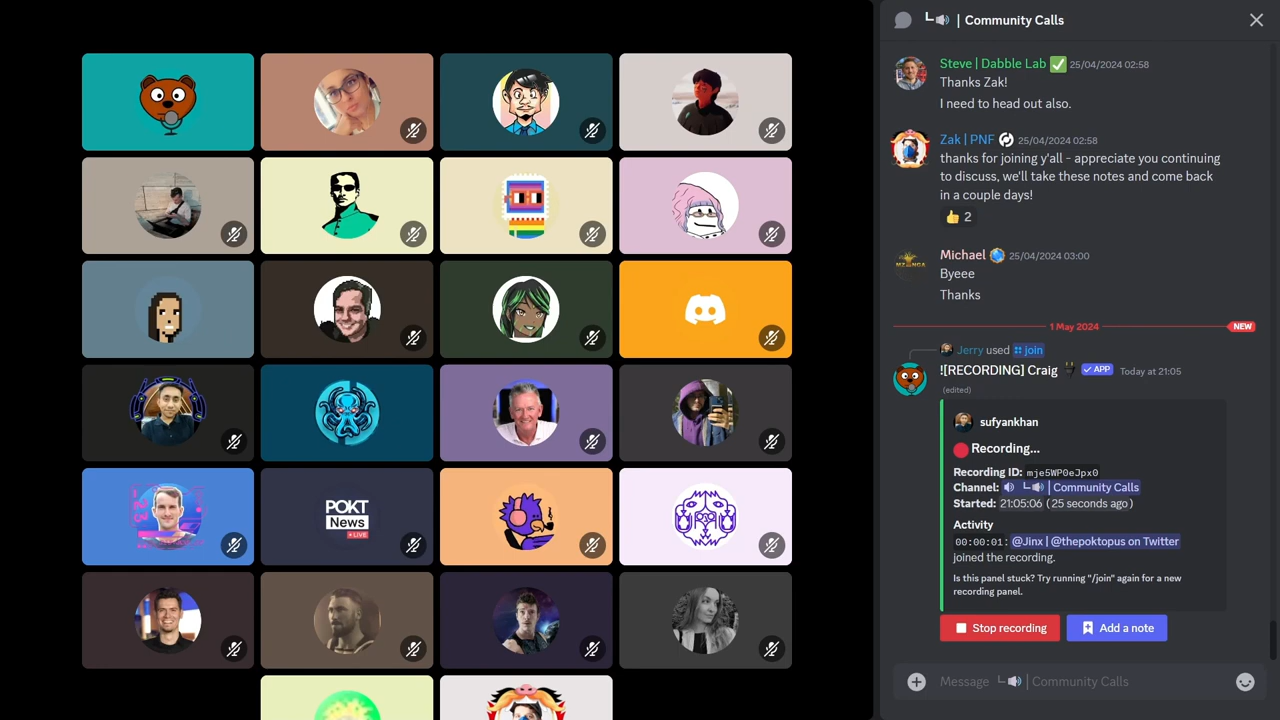 POKT
News
LIVE
| Community Calls
Steve | Dabble Lab 25/04/2024 02:58
Thanks Zak!
I need to head out also.
Zak | PNF 25/04/2024 02:58
thanks for joining y'all - appreciate you continuing
to discuss, we'll take these notes and come back
in a couple days!
2
Michael 25/04/2024 03:00
Byeee
Thanks
1 May 2024 NEW
Jerry used join
![RECORDING] Craig APP Today at 21:05
(edited)
sufyankhan
Recording...
Recording ID: mje5WP0eJpx0
Channel: | Community Calls
Started: 21:05:06 (25 seconds ago)
Activity
00:00:01: @Jinx | @thepoktopus on Twitter
joined the recording.
Is this panel stuck? Try running "/join" again for a new
recording panel.
Stop recording Add a note
Message | Community Calls